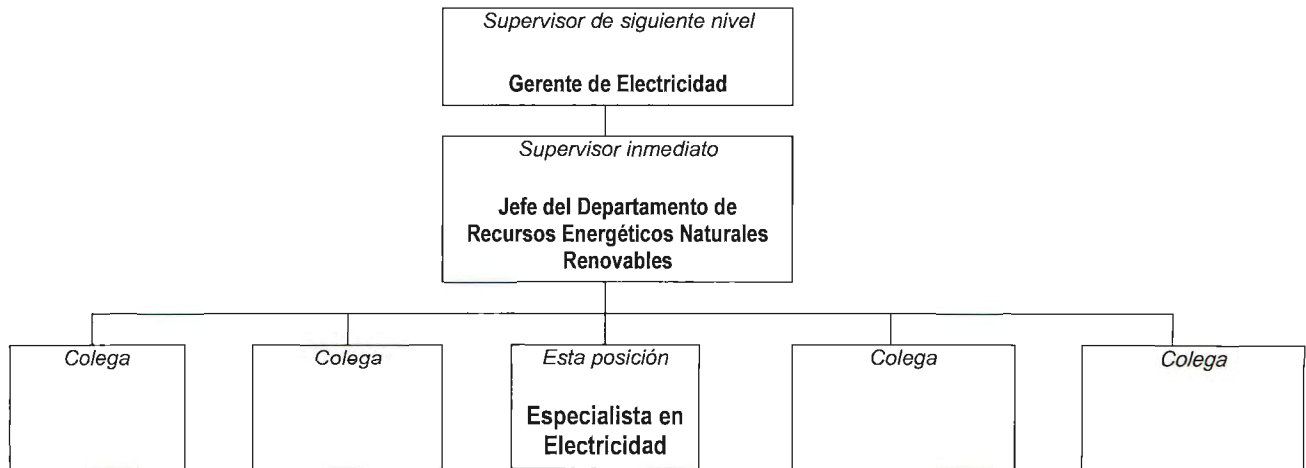 Supervisor de siguiente nivel
Gerente de Electricidad
Supervisor inmediato
Jefe del Departamento de
Recursos Energéticos Naturales
Renovables
Colega
Colega
Esta posición
Colega
Colega
Especialista en
Electricidad